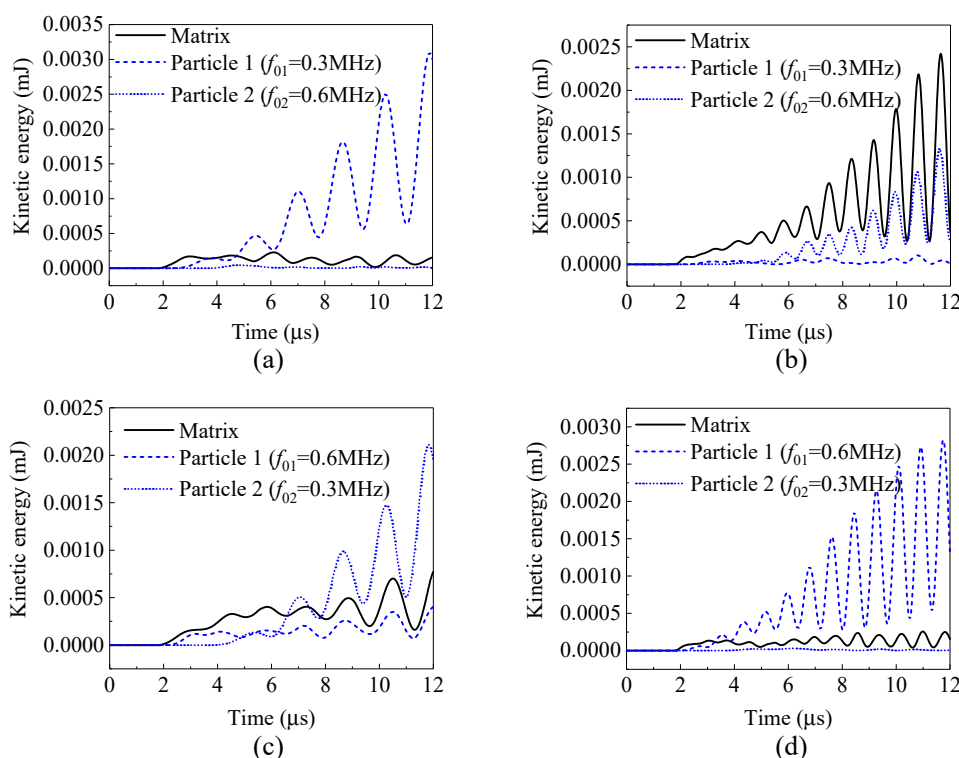 0.0035
0.0030
0.0025
0.0020
0.0015
0.0010
0.0005
0.0000
Kinetic energy (mJ)
Matrix
Particle 1 (f01=0.3MHz)
Particle 2 (f02=0.6MHz)
0 2 4 6 8 10 12
Time (μs)
(a)
0.0025
0.0020
0.0015
0.0010
0.0005
0.0000
Kinetic energy (mJ)
Matrix
Particle 1 (f01=0.3MHz)
Particle 2 (f02=0.6MHz)
0 2 4 6 8 10 12
Time (μs)
(b)
0.0025
0.0020
0.0015
0.0010
0.0005
0.0000
Kinetic energy (mJ)
Matrix
Particle 1 (f01=0.6MHz)
Particle 2 (f02=0.3MHz)
0 2 4 6 8 10 12
Time (μs)
(c)
0.0030
0.0025
0.0020
0.0015
0.0010
0.0005
0.0000
Kinetic energy (mJ)
Matrix
Particle 1 (f01=0.6MHz)
Particle 2 (f02=0.3MHz)
0 2 4 6 8 10 12
Time (μs)
(d)